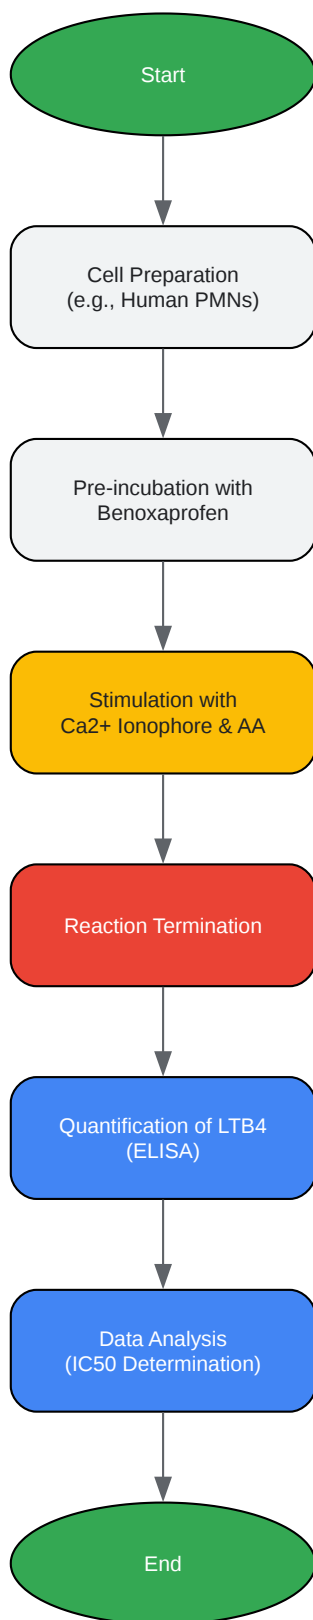 Start
Cell Preparation
(e.g., Human PMNs)
Pre-incubation with
Benoxaprofen
Stimulation with
Ca2+ Ionophore & AA
Reaction Termination
Quantification of LTB4
(ELISA)
Data Analysis
(IC50 Determination)
End